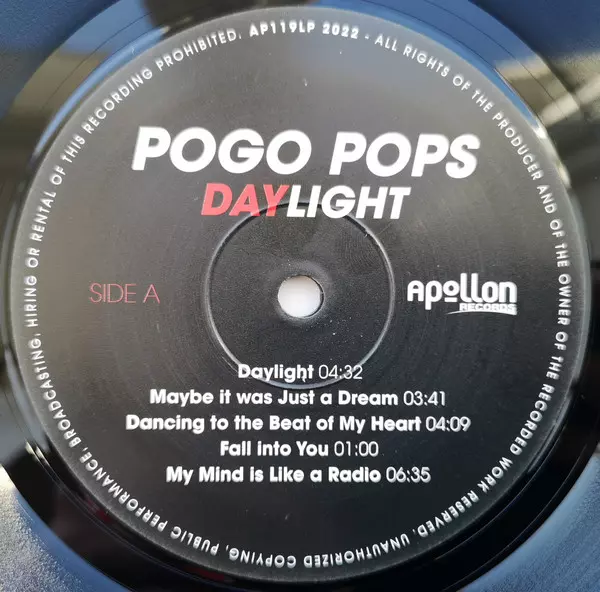 POGO POPS
DAYLIGHT
SIDE A
Apollon
RECORDS
Daylight 04:32
Maybe it was Just a Dream 03:41
Dancing to the Beat of My Heart 04:09
Fall into You 01:00
My Mind is Like a Radio 06:35
AP119LP 2022 - ALL RIGHTS OF THE PRODUCER AND OF THE OWNER OF THE RECORDED WORK RESERVED. UNAUTHORIZED COPYING, PUBLIC PERFORMANCE, BROADCASTING, HIRING OR RENTAL OF THIS RECORDING PROHIBITED.